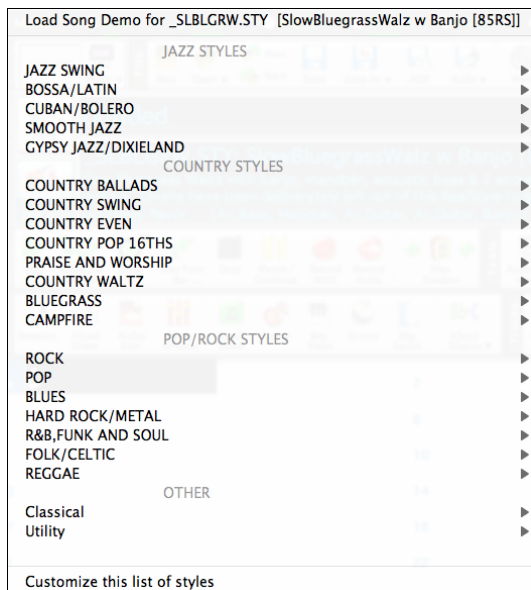 Load Song Demo for _SLBLGRW.STY  [SlowBluegrassWalz w Banjo [85RS]]
JAZZ STYLES
JAZZ SWING
BOSSA/LATIN
CUBAN/BOLERO
SMOOTH JAZZ
GYPSY JAZZ/DIXIELAND
COUNTRY STYLES
COUNTRY BALLADS
COUNTRY SWING
COUNTRY EVEN
COUNTRY POP 16THS
PRAISE AND WORSHIP
COUNTRY WALTZ
BLUEGRASS
CAMPFIRE
POP/ROCK STYLES
ROCK
POP
BLUES
HARD ROCK/METAL
R&B,FUNK AND SOUL
FOLK/CELTIC
REGGAE
OTHER
Classical
Utility
Customize this list of styles